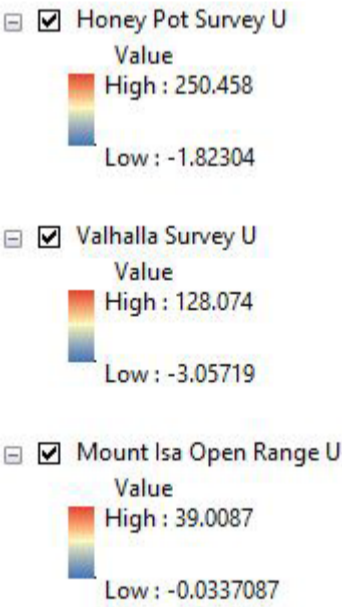 Honey Pot Survey U
Value
High : 250.458
Low : -1.82304
Valhalla Survey U
Value
High : 128.074
Low : -3.05719
Mount Isa Open Range U
Value
High : 39.0087
Low : -0.0337087